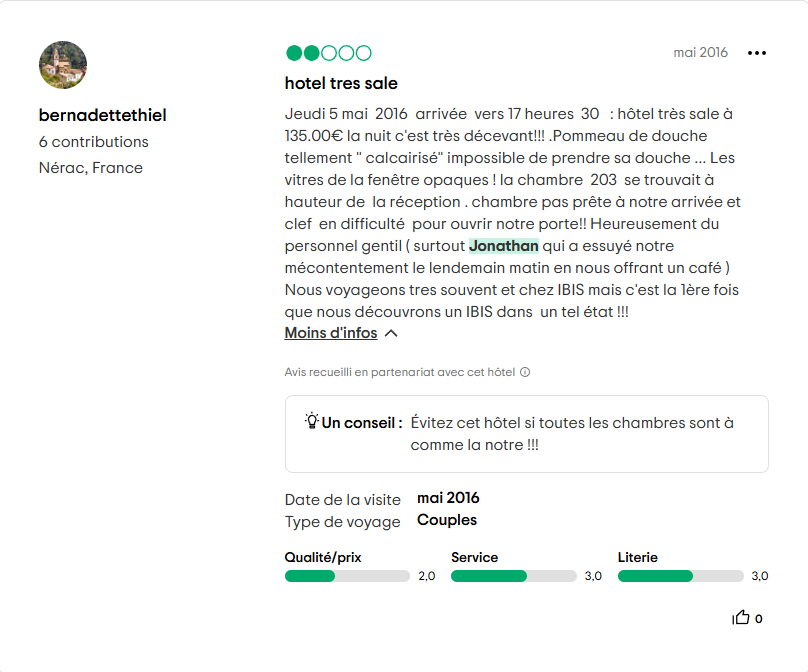 mai 2016
hotel tres sale
bernadettethiel
6 contributions
Nérac, France
Jeudi 5 mai 2016 arrivée vers 17 heures 30 : hôtel très sale à
135.00€ la nuit c'est très décevant!!! .Pommeau de douche
tellement " calcairisé" impossible de prendre sa douche ... Les
vitres de la fenêtre opaques ! la chambre 203 se trouvait à
hauteur de la réception . chambre pas prête à notre arrivée et
clef en difficulté pour ouvrir notre porte!! Heureusement du
personnel gentil ( surtout Jonathan qui a essuyé notre
mécontentement le lendemain matin en nous offrant un café )
Nous voyageons tres souvent et chez IBIS mais c'est la 1ère fois
que nous découvrons un IBIS dans un tel état !!!
Moins d'infos
Avis recueilli en partenariat avec cet hôtel
Un conseil : Évitez cet hôtel si toutes les chambres sont à
comme la notre !!!
Date de la visite mai 2016
Type de voyage Couples
Qualité/prix Service Literie
2,0 3,0 3,0
0